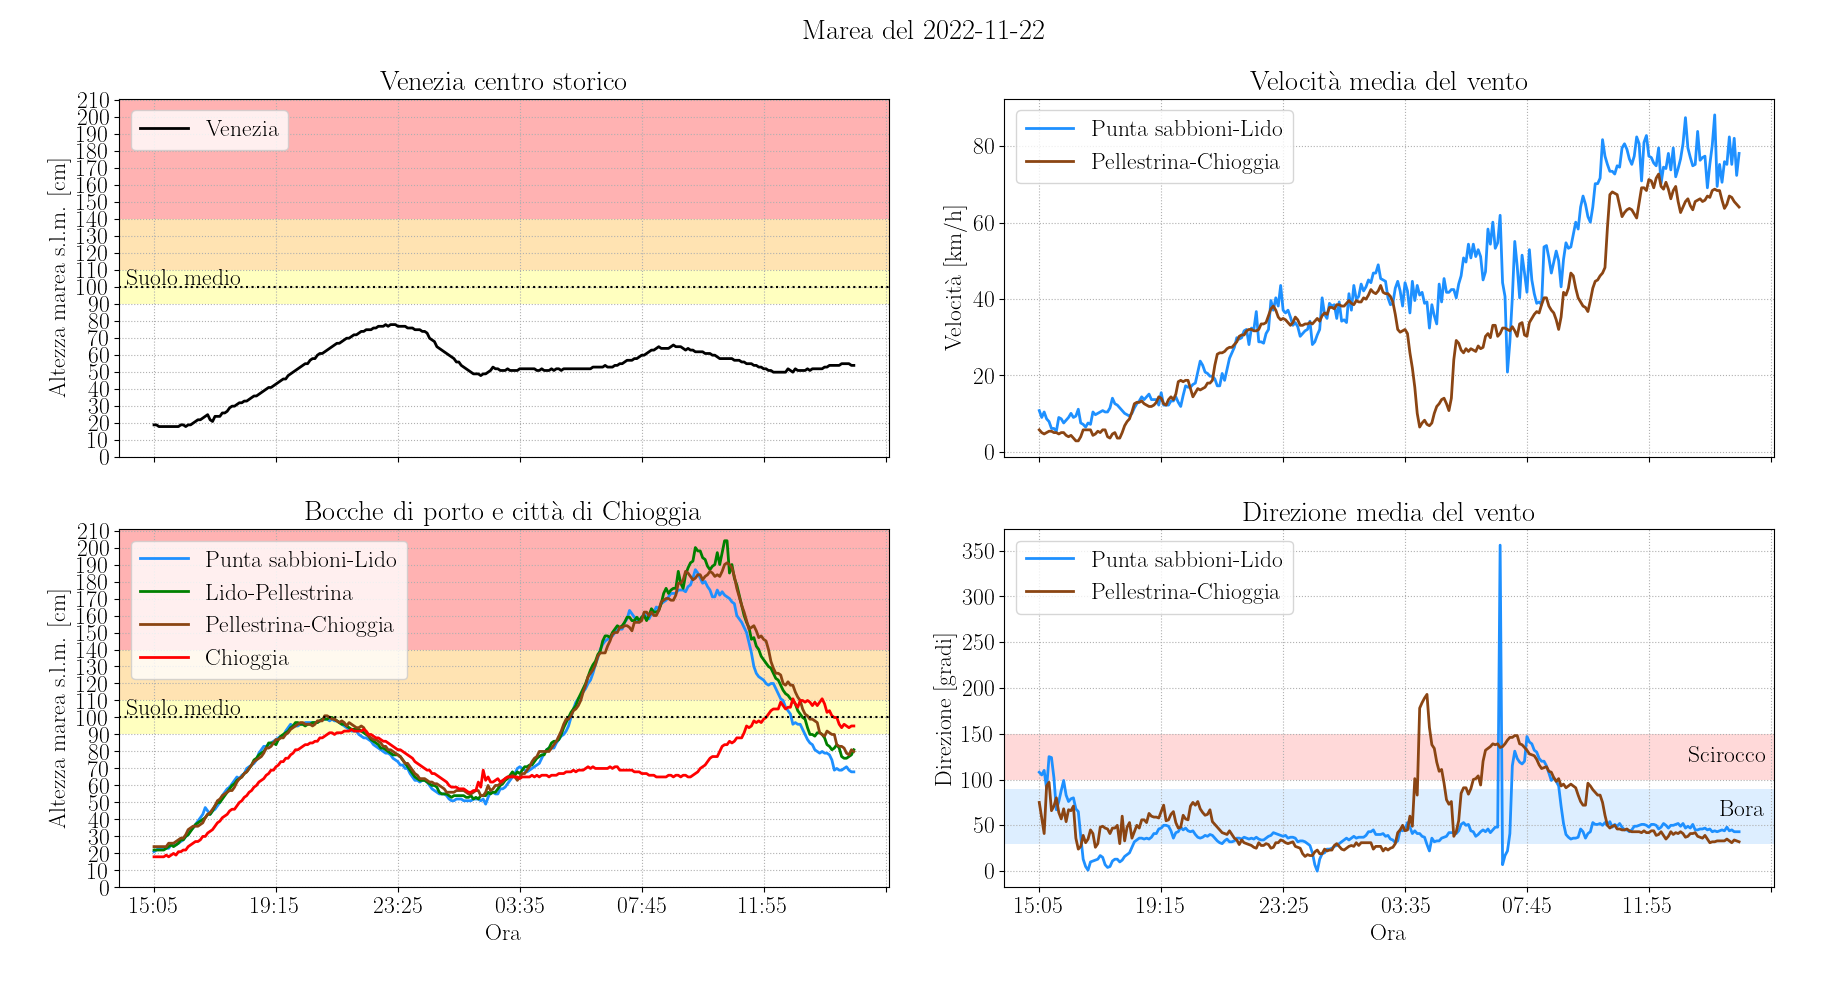 Marea del 2022-11-22
Venezia centro storico
Altezza marea s.l.m. [cm]
210
200
190
180
170
160
150
140
130
120
110
100
90
80
70
60
50
40
30
20
10
0
Venezia
Suolo medio
Velocità media del vento
Velocità [km/h]
80
60
40
20
0
Punta sabbioni-Lido
Pellestrina-Chioggia
Bocche di porto e città di Chioggia
Altezza marea s.l.m. [cm]
210
200
190
180
170
160
150
140
130
120
110
100
90
80
70
60
50
40
30
20
10
0
Punta sabbioni-Lido
Lido-Pellestrina
Pellestrina-Chioggia
Chioggia
Suolo medio
15:05 19:15 23:25 03:35 07:45 11:55
Ora
Direzione media del vento
Direzione [gradi]
350
300
250
200
150
100
50
0
Punta sabbioni-Lido
Pellestrina-Chioggia
Scirocco
Bora
15:05 19:15 23:25 03:35 07:45 11:55
Ora